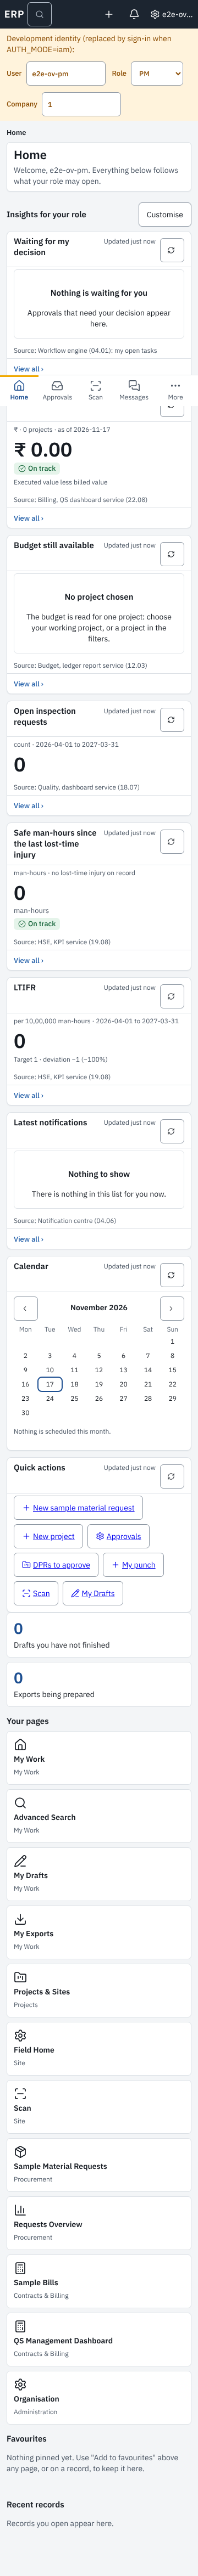 ERP
e2e-ov...
Development identity (replaced by sign-in when
AUTH_MODE=iam):
User e2e-ov-pm Role PM
Company 1
Home
Home
Welcome, e2e-ov-pm. Everything below follows
what your role may open.
Insights for your role Customise
Waiting for my
decision
Updated just now
Nothing is waiting for you
Approvals that need your decision appear
here.
Source: Workflow engine (04.01): my open tasks
View all ›
Home Approvals Scan Messages More
₹ · 0 projects · as of 2026-11-17
₹ 0.00
On track
Executed value less billed value
Source: Billing, QS dashboard service (22.08)
View all ›
Budget still available Updated just now
No project chosen
The budget is read for one project: choose
your working project, or a project in the
filters.
Source: Budget, ledger report service (12.03)
View all ›
Open inspection
requests
Updated just now
count · 2026-04-01 to 2027-03-31
0
Source: Quality, dashboard service (18.07)
View all ›
Safe man-hours since
the last lost-time
injury
Updated just now
man-hours · no lost-time injury on record
0
man-hours
On track
Source: HSE, KPI service (19.08)
View all ›
LTIFR Updated just now
per 10,00,000 man-hours · 2026-04-01 to 2027-03-31
0
Target 1 · deviation −1 (−100%)
Source: HSE, KPI service (19.08)
View all ›
Latest notifications Updated just now
Nothing to show
There is nothing in this list for you now.
Source: Notification centre (04.06)
View all ›
Calendar Updated just now
‹ November 2026 ›
Mon Tue Wed Thu Fri Sat Sun
1
2 3 4 5 6 7 8
9 10 11 12 13 14 15
16 17 18 19 20 21 22
23 24 25 26 27 28 29
30
Nothing is scheduled this month.
Quick actions Updated just now
New sample material request
New project Approvals
DPRs to approve My punch
Scan My Drafts
0
Drafts you have not finished
0
Exports being prepared
Your pages
My Work
My Work
Advanced Search
My Work
My Drafts
My Work
My Exports
My Work
Projects & Sites
Projects
Field Home
Site
Scan
Site
Sample Material Requests
Procurement
Requests Overview
Procurement
Sample Bills
Contracts & Billing
QS Management Dashboard
Contracts & Billing
Organisation
Administration
Favourites
Nothing pinned yet. Use "Add to favourites" above
any page, or on a record, to keep it here.
Recent records
Records you open appear here.